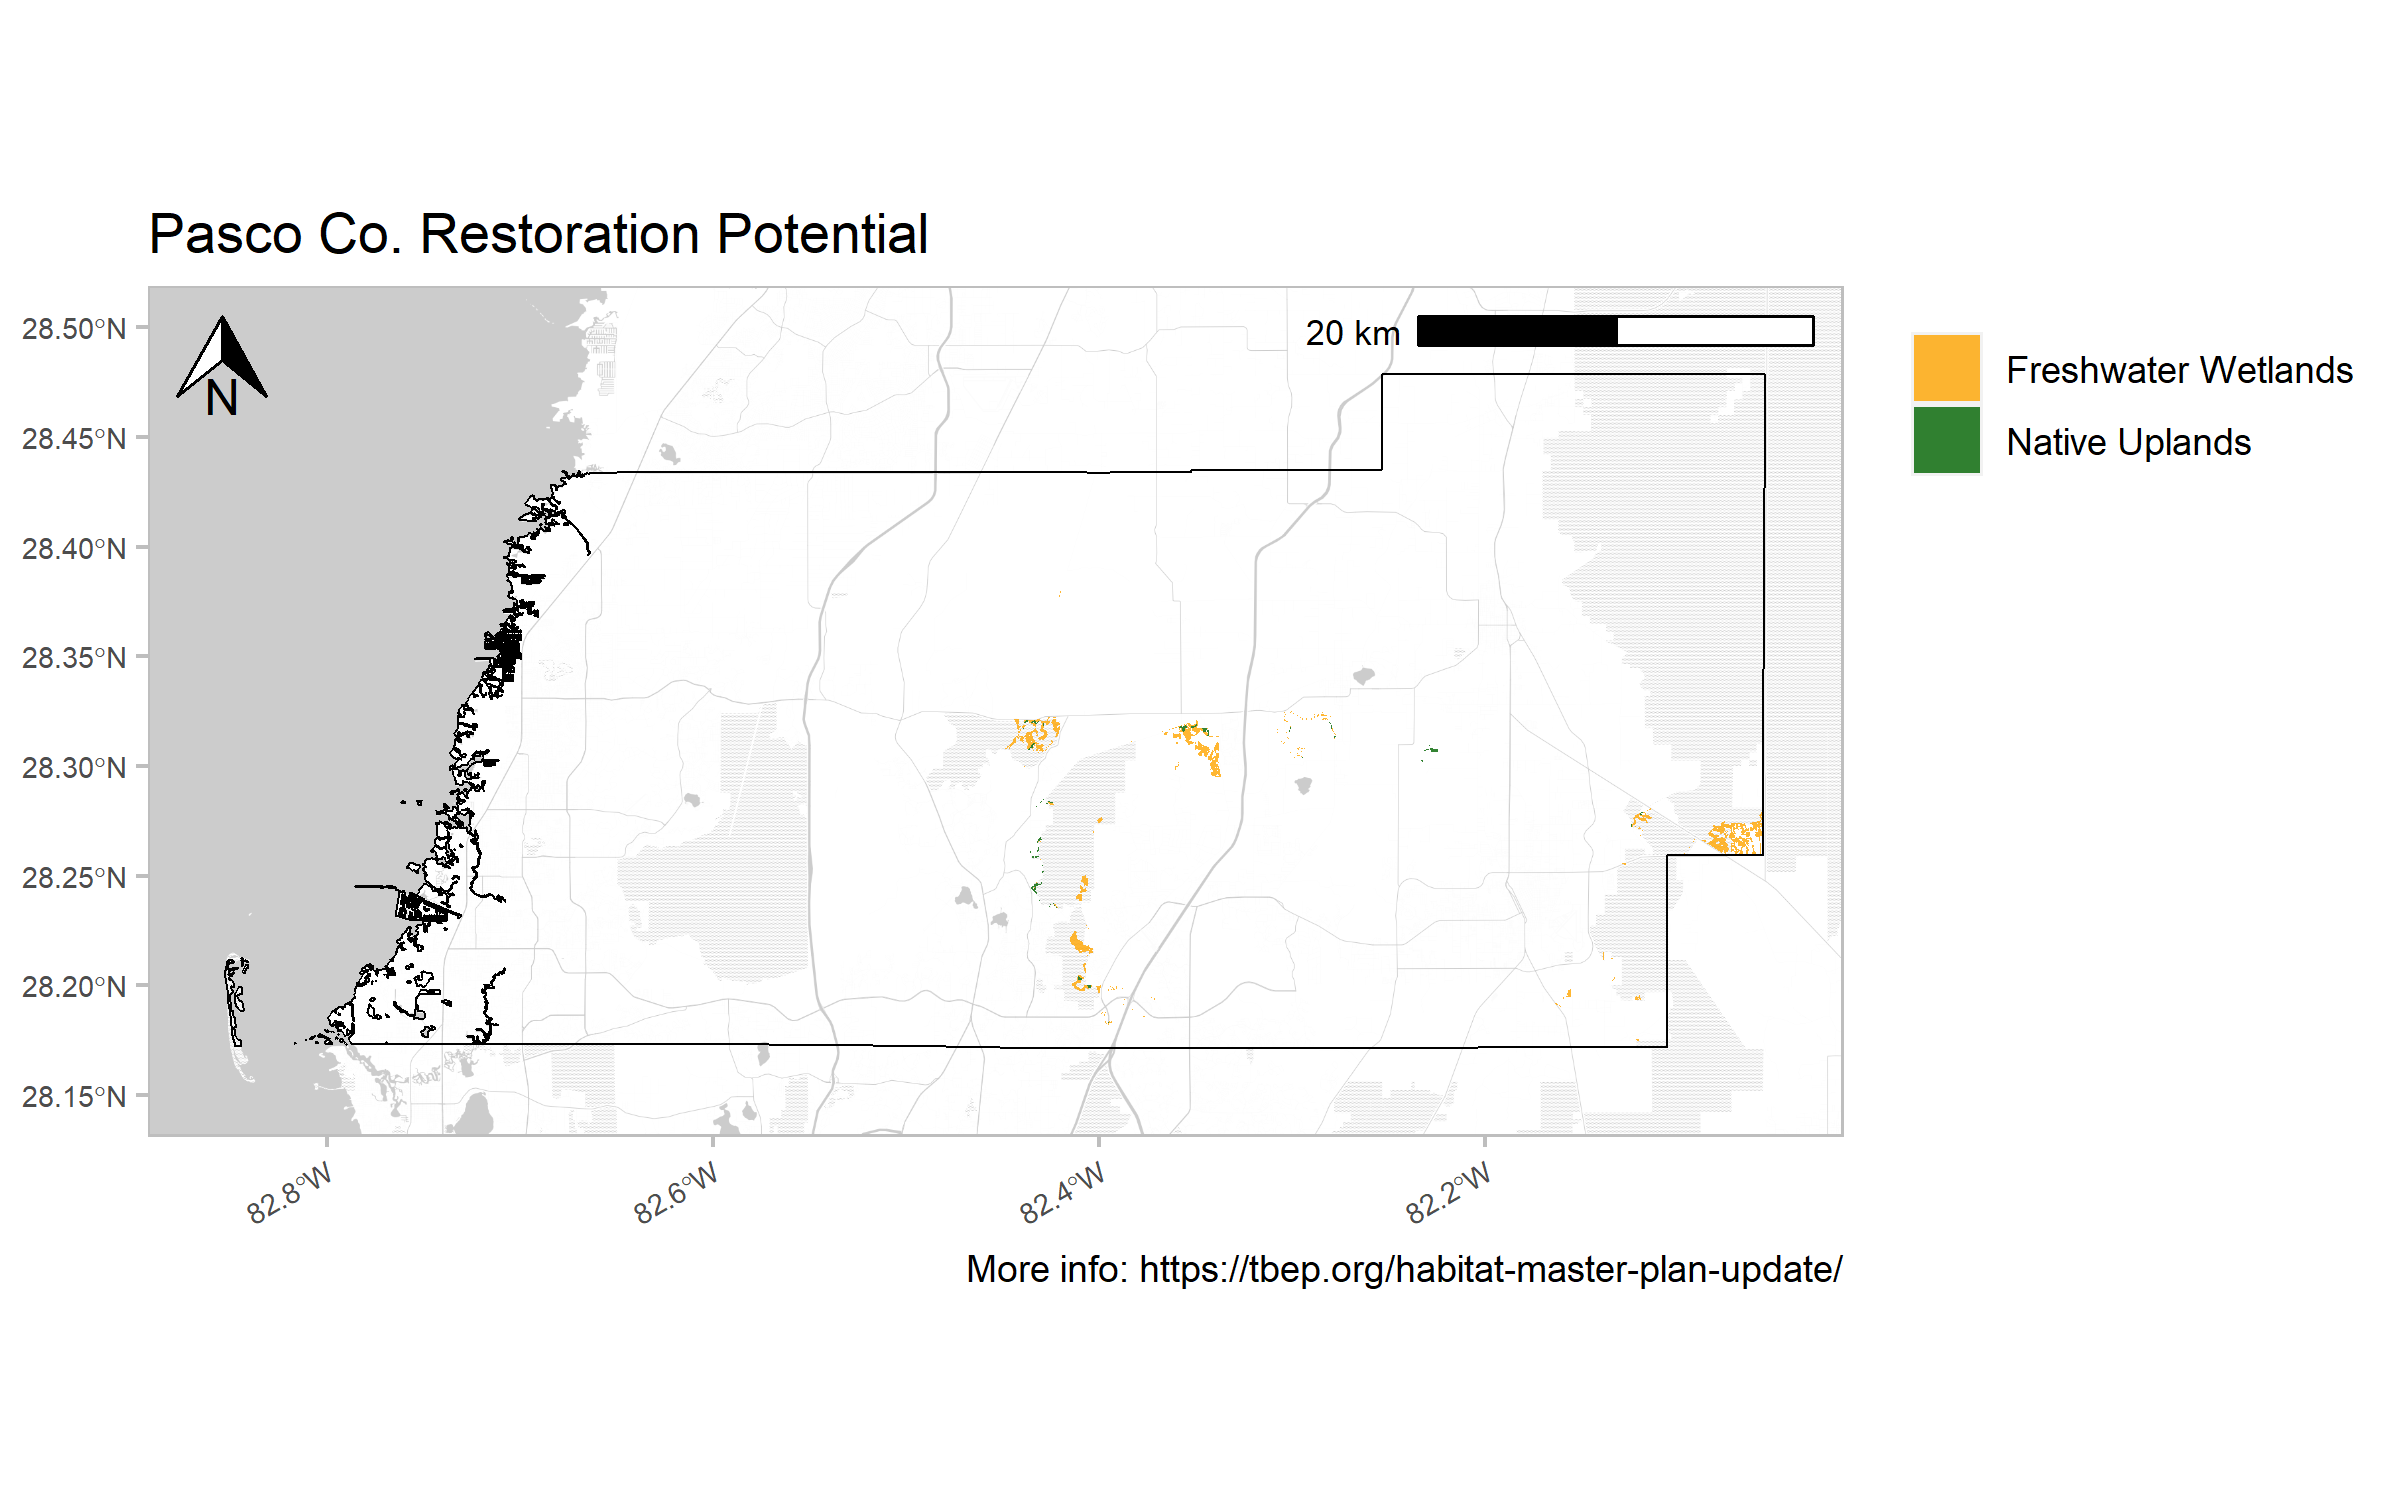 Pasco Co. Restoration Potential
28.50°N
28.45°N
28.40°N
28.35°N
28.30°N
28.25°N
28.20°N
28.15°N
N
20 km
82.8°W
82.6°W
82.4°W
82.2°W
Freshwater Wetlands
Native Uplands
More info: https://tbep.org/habitat-master-plan-update/